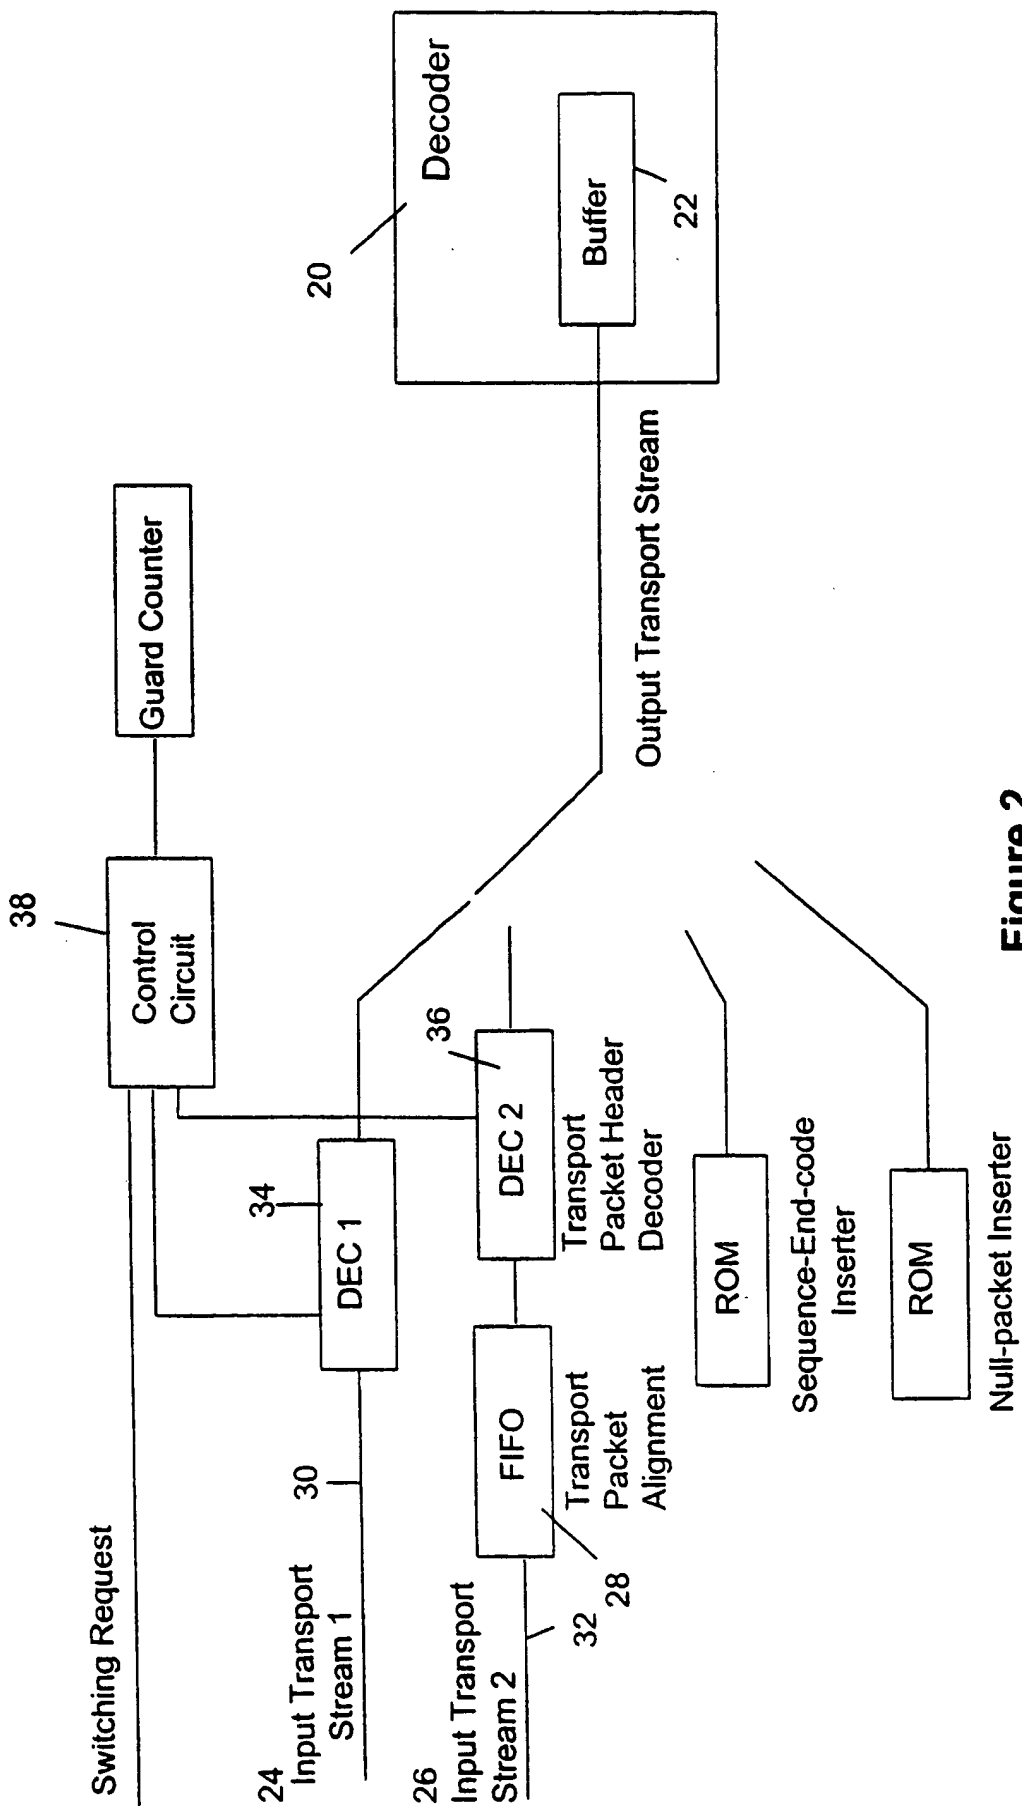 Switching Request
38
Control
Circuit
Guard Counter
24
Input Transport
Stream 1
30
34
DEC 1
26
Input Transport
Stream 2
32
28
FIFO
Transport
Packet
Alignment
36
DEC 2
Transport
Packet Header
Decoder
ROM
Sequence-End-code
Inserter
ROM
Null-packet Inserter
Output Transport Stream
20
Decoder
Buffer
22
Figure 2